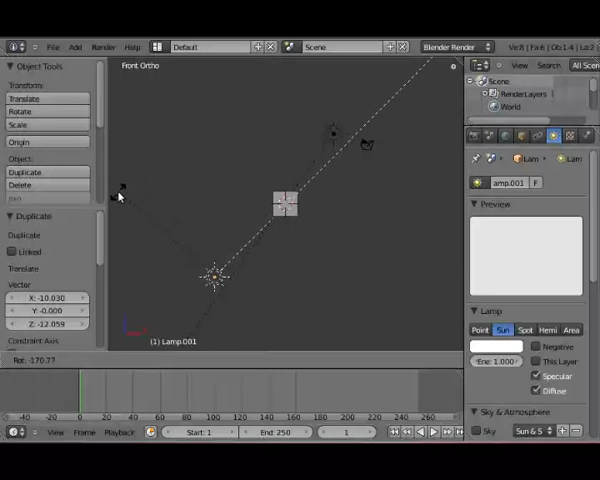 File Add Render Help Default Scene Blender Render Ve:8 | Fa:6 | Ob:1-4 | La:2
Object Tools
Front Ortho
View Search All Scen
Transform:
Scene
Translate
RenderLayers
Rotate
World
Scale
Origin
Object:
Lam Lam
Duplicate
amp.001 F
Delete
Join
Preview
Duplicate
Duplicate
Linked
Translate
Vector
X: -10.030
Y: -0.000
Z: -12.059
Lamp
Point Sun Spot Hemi Area
Constraint Axis
(1) Lamp.001
Negative
Rot: -170.77
Ene: 1.000 This Layer
Specular
Diffuse
Sky & Atmosphere
-40 -20 0 20 40 60 80 100 120 140 160 180 200 220 240 260
View Frame Playback Start: 1 End: 250 1
Sky Sun & S